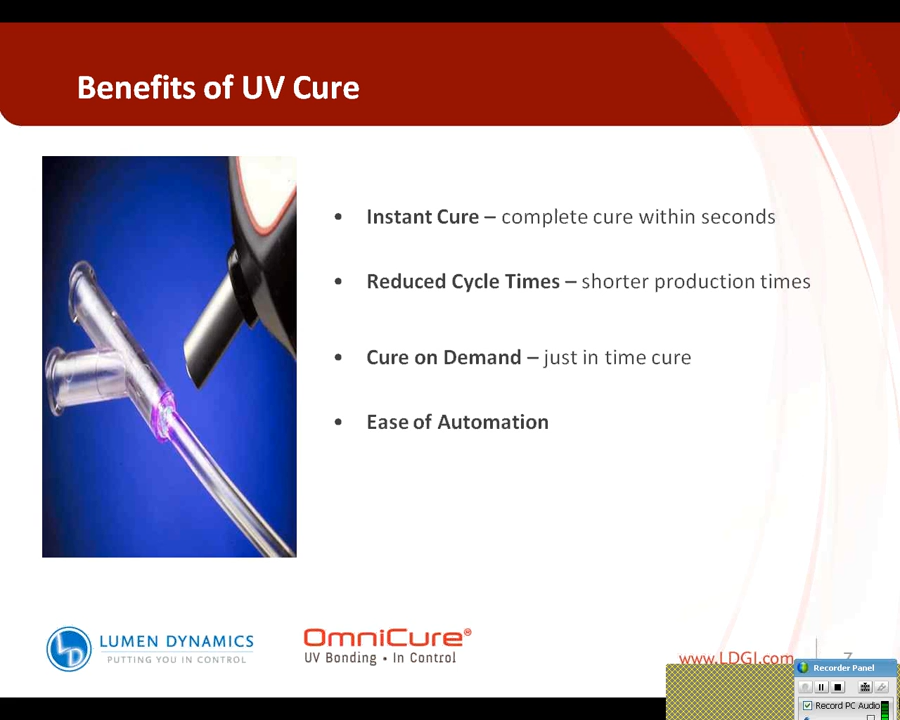 Benefits of UV Cure
• Instant Cure – complete cure within seconds
• Reduced Cycle Times – shorter production times
• Cure on Demand – just in time cure
• Ease of Automation
LD LUMEN DYNAMICS
PUTTING YOU IN CONTROL
OmniCure®
UV Bonding • In Control
www.LDGI.com
7
Recorder Panel
Record PC Audio